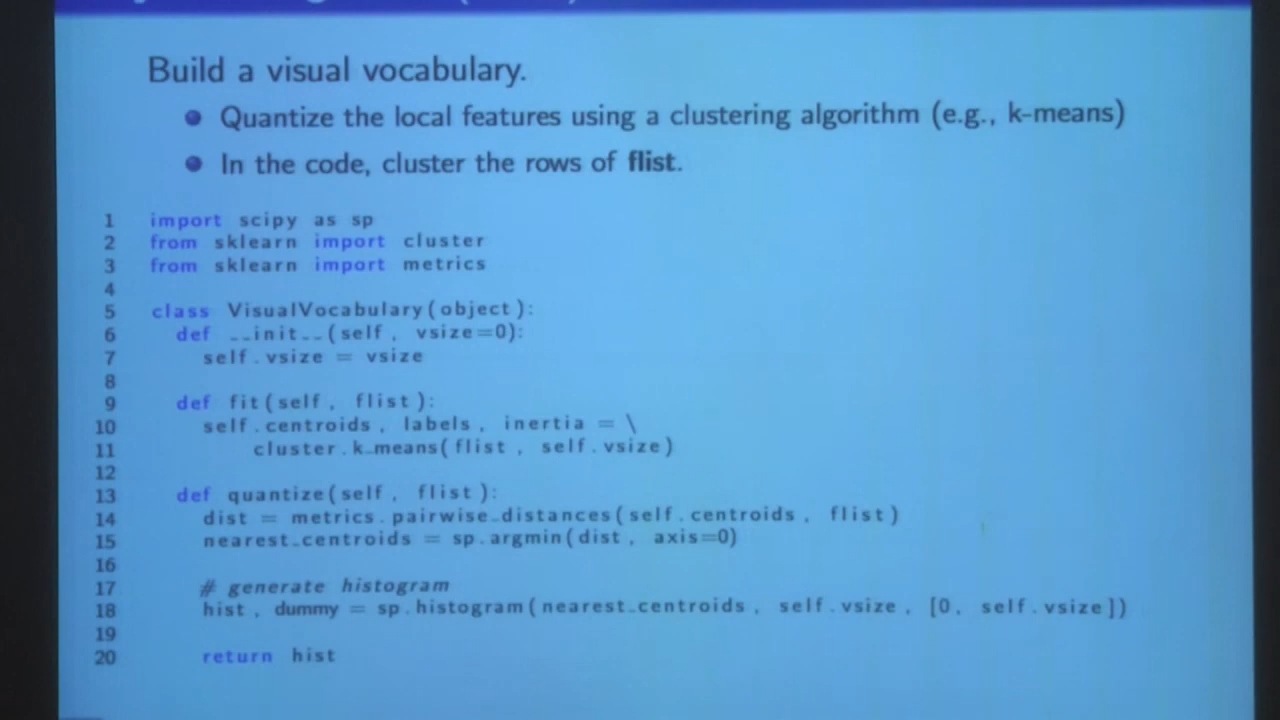 Build a visual vocabulary.
Quantize the local features using a clustering algorithm (e.g., k-means)
In the code, cluster the rows of flist.
1 import scipy as sp
2 from sklearn import cluster
3 from sklearn import metrics
4
5 class VisualVocabulary(object):
6 def __init__(self, vsize=0):
7 self.vsize = vsize
8
9 def fit(self, flist):
10 self.centroids, labels, inertia = \
11 cluster.k_means(flist, self.vsize)
12
13 def quantize(self, flist):
14 dist = metrics.pairwise_distances(self.centroids, flist)
15 nearest_centroids = sp.argmin(dist, axis=0)
16
17 # generate histogram
18 hist, dummy = sp.histogram(nearest_centroids, self.vsize, [0, self.vsize])
19
20 return hist